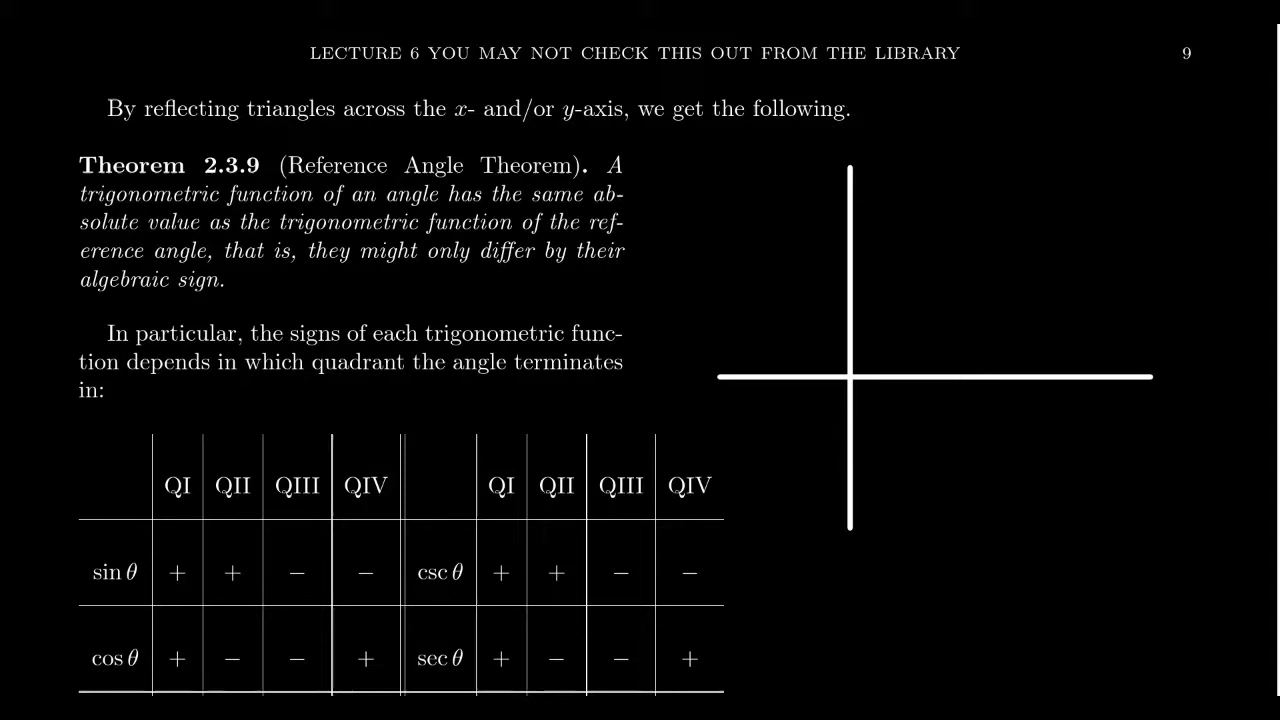 LECTURE 6 YOU MAY NOT CHECK THIS OUT FROM THE LIBRARY 9
By reflecting triangles across the x- and/or y-axis, we get the following.
Theorem 2.3.9 (Reference Angle Theorem). A
trigonometric function of an angle has the same ab-
solute value as the trigonometric function of the ref-
erence angle, that is, they might only differ by their
algebraic sign.
In particular, the signs of each trigonometric func-
tion depends in which quadrant the angle terminates
in:
QI QII QIII QIV QI QII QIII QIV
sin θ + + − − csc θ + + − −
cos θ + − − + sec θ + − − +